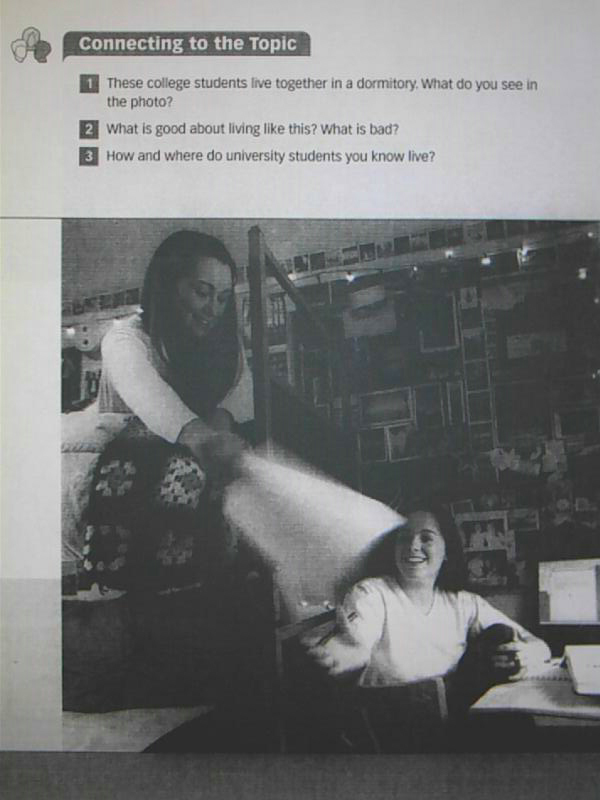 Connecting to the Topic
1 These college students live together in a dormitory. What do you see in
the photo?
2 What is good about living like this? What is bad?
3 How and where do university students you know live?